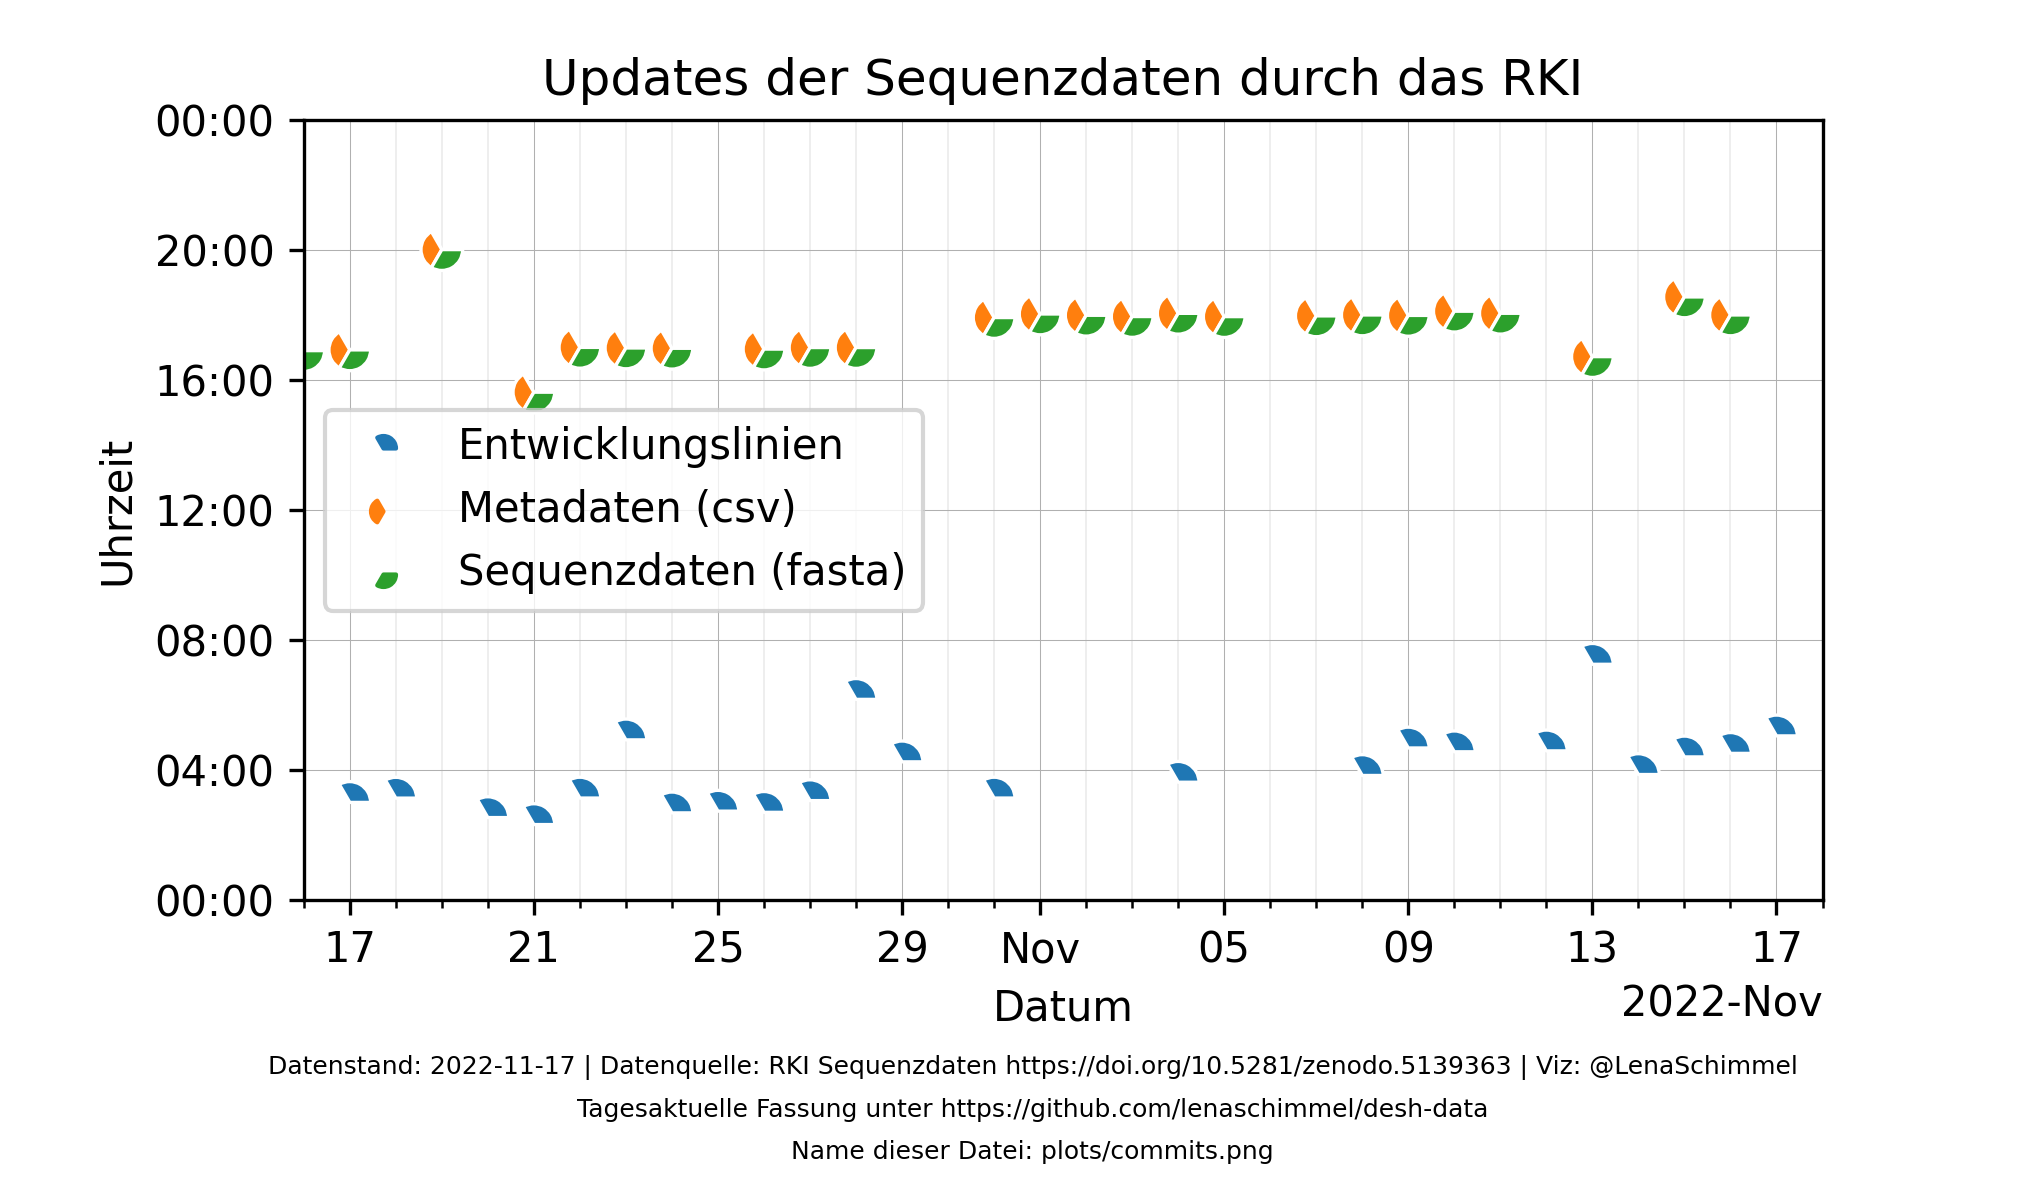 Updates der Sequenzdaten durch das RKI
00:00
20:00
16:00
12:00
08:00
04:00
00:00
Uhrzeit
Entwicklungslinien
Metadaten (csv)
Sequenzdaten (fasta)
17 21 25 29 Nov 05 09 13 17
Datum
2022-Nov
Datenstand: 2022-11-17 | Datenquelle: RKI Sequenzdaten https://doi.org/10.5281/zenodo.5139363 | Viz: @LenaSchimmel
Tagesaktuelle Fassung unter https://github.com/lenaschimmel/desh-data
Name dieser Datei: plots/commits.png